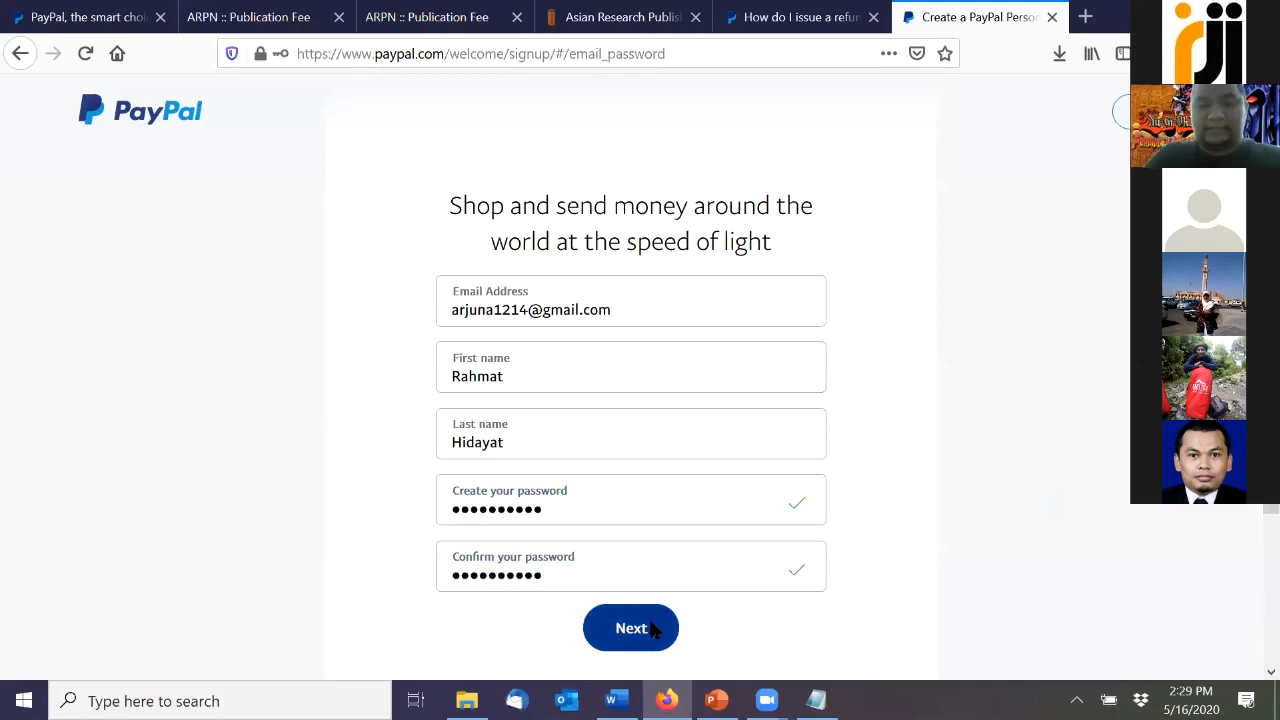 PayPal, the smart choi
ARPN :: Publication Fee
ARPN :: Publication Fee
Asian Research Publish
How do I issue a refun
Create a PayPal Person
https://www.paypal.com/welcome/signup/#/email_password
rji
PayPal
Shop and send money around the
world at the speed of light
Email Address
arjuna1214@gmail.com
First name
Rahmat
Last name
Hidayat
Create your password
Confirm your password
Next
Type here to search
2:29 PM
5/16/2020